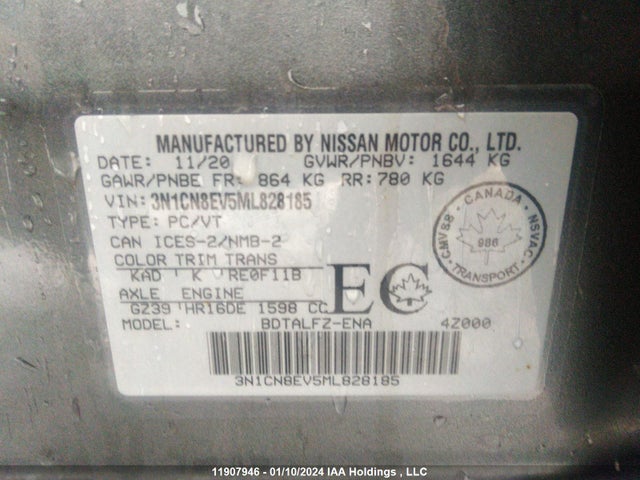 MANUFACTURED BY NISSAN MOTOR CO., LTD.
DATE: 11/20 GVWR/PNBV: 1644 KG
GAWR/PNBE FR: 864 KG RR:780 KG
VIN: 3N1CN8EV5ML828185
TYPE: PC/VT
CAN ICES-2/NMB-2
COLOR TRIM TRANS
KAD ' K ' RE0F11B
AXLE ENGINE
GZ39 'HR16DE 1598 CC
MODEL: BDTALFZ-ENA 4Z000
EC
CANADA
CMVSS NSVAC
986
TRANSPORT
3N1CN8EV5ML828185
11907946 - 01/10/2024 IAA Holdings , LLC